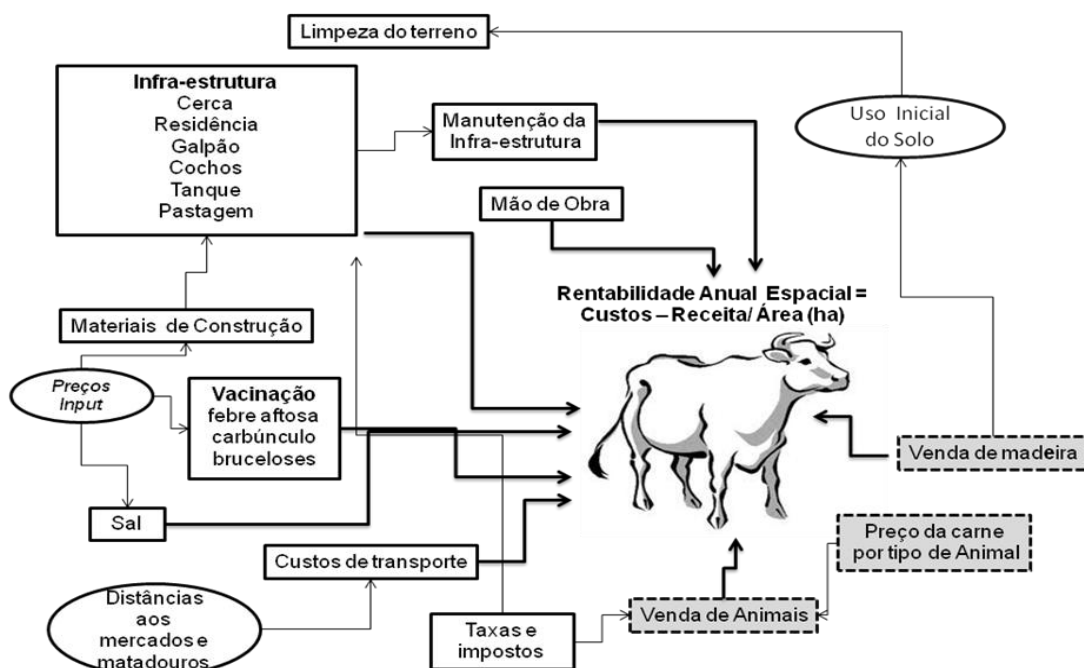 Limpeza do terreno
Infra-estrutura
Cerca
Residência
Galpão
Cochos
Tanque
Pastagem
Manutenção da
Infra-estrutura
Uso Inicial
do Solo
Mão de Obra
Rentabilidade Anual Espacial =
Custos – Receita/ Área (ha)
Materiais de Construção
Preços
Input
Vacinação
febre aftosa
carbúnculo
bruceloses
Venda de madeira
Sal
Preço da carne
por tipo de Animal
Custos de transporte
Distâncias
aos
mercados e
matadouros
Taxas e
impostos
Venda de Animais